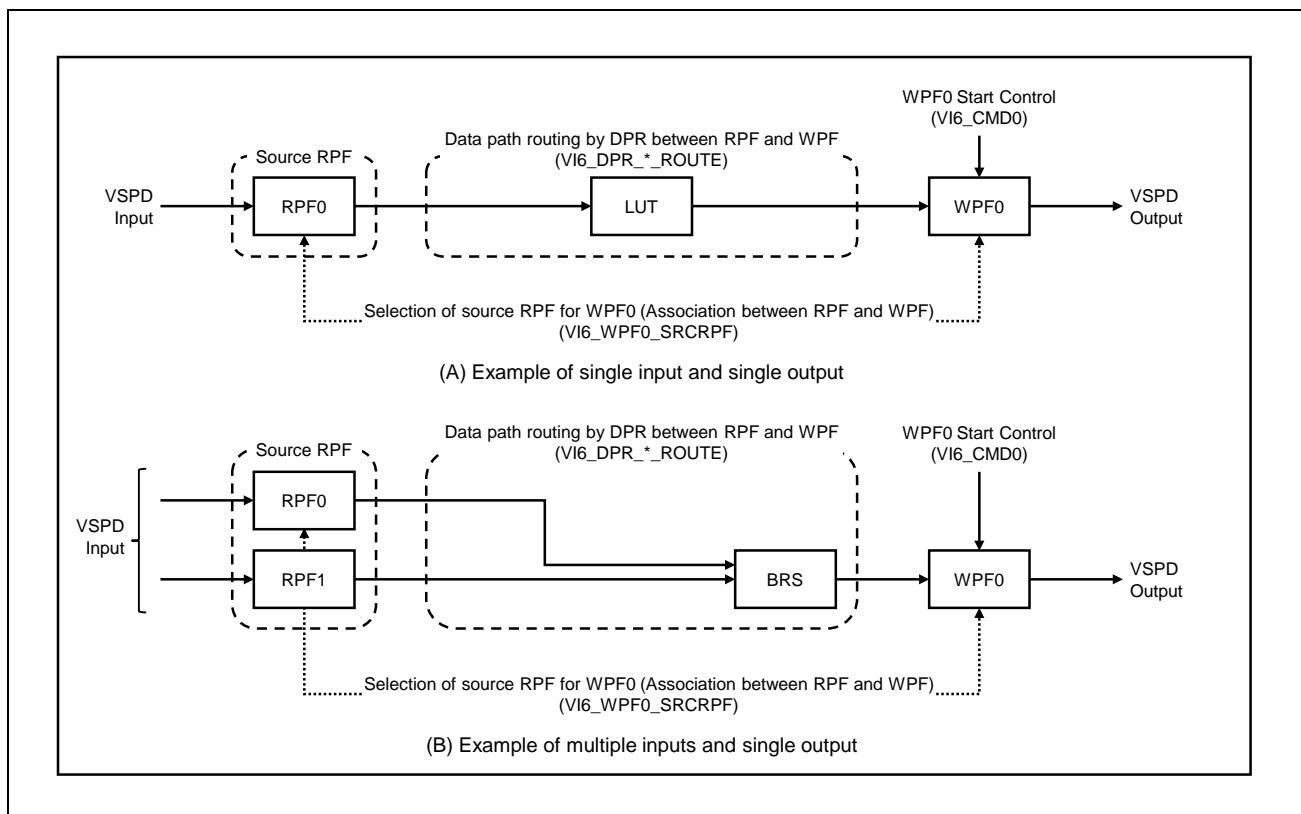 WPF0 Start Control
(VI6_CMD0)
Data path routing by DPR between RPF and WPF
(VI6_DPR_*_ROUTE)
Source RPF
VSPD
Input
RPF0
LUT
WPF0
VSPD
Output
Selection of source RPF for WPF0 (Association between RPF and WPF)
(VI6_WPF0_SRCRPF)
(A) Example of single input and single output
Data path routing by DPR between RPF and WPF
(VI6_DPR_*_ROUTE)
WPF0 Start Control
(VI6_CMD0)
Source RPF
RPF0
VSPD
Input
RPF1
BRS
WPF0
VSPD
Output
Selection of source RPF for WPF0 (Association between RPF and WPF)
(VI6_WPF0_SRCRPF)
(B) Example of multiple inputs and single output